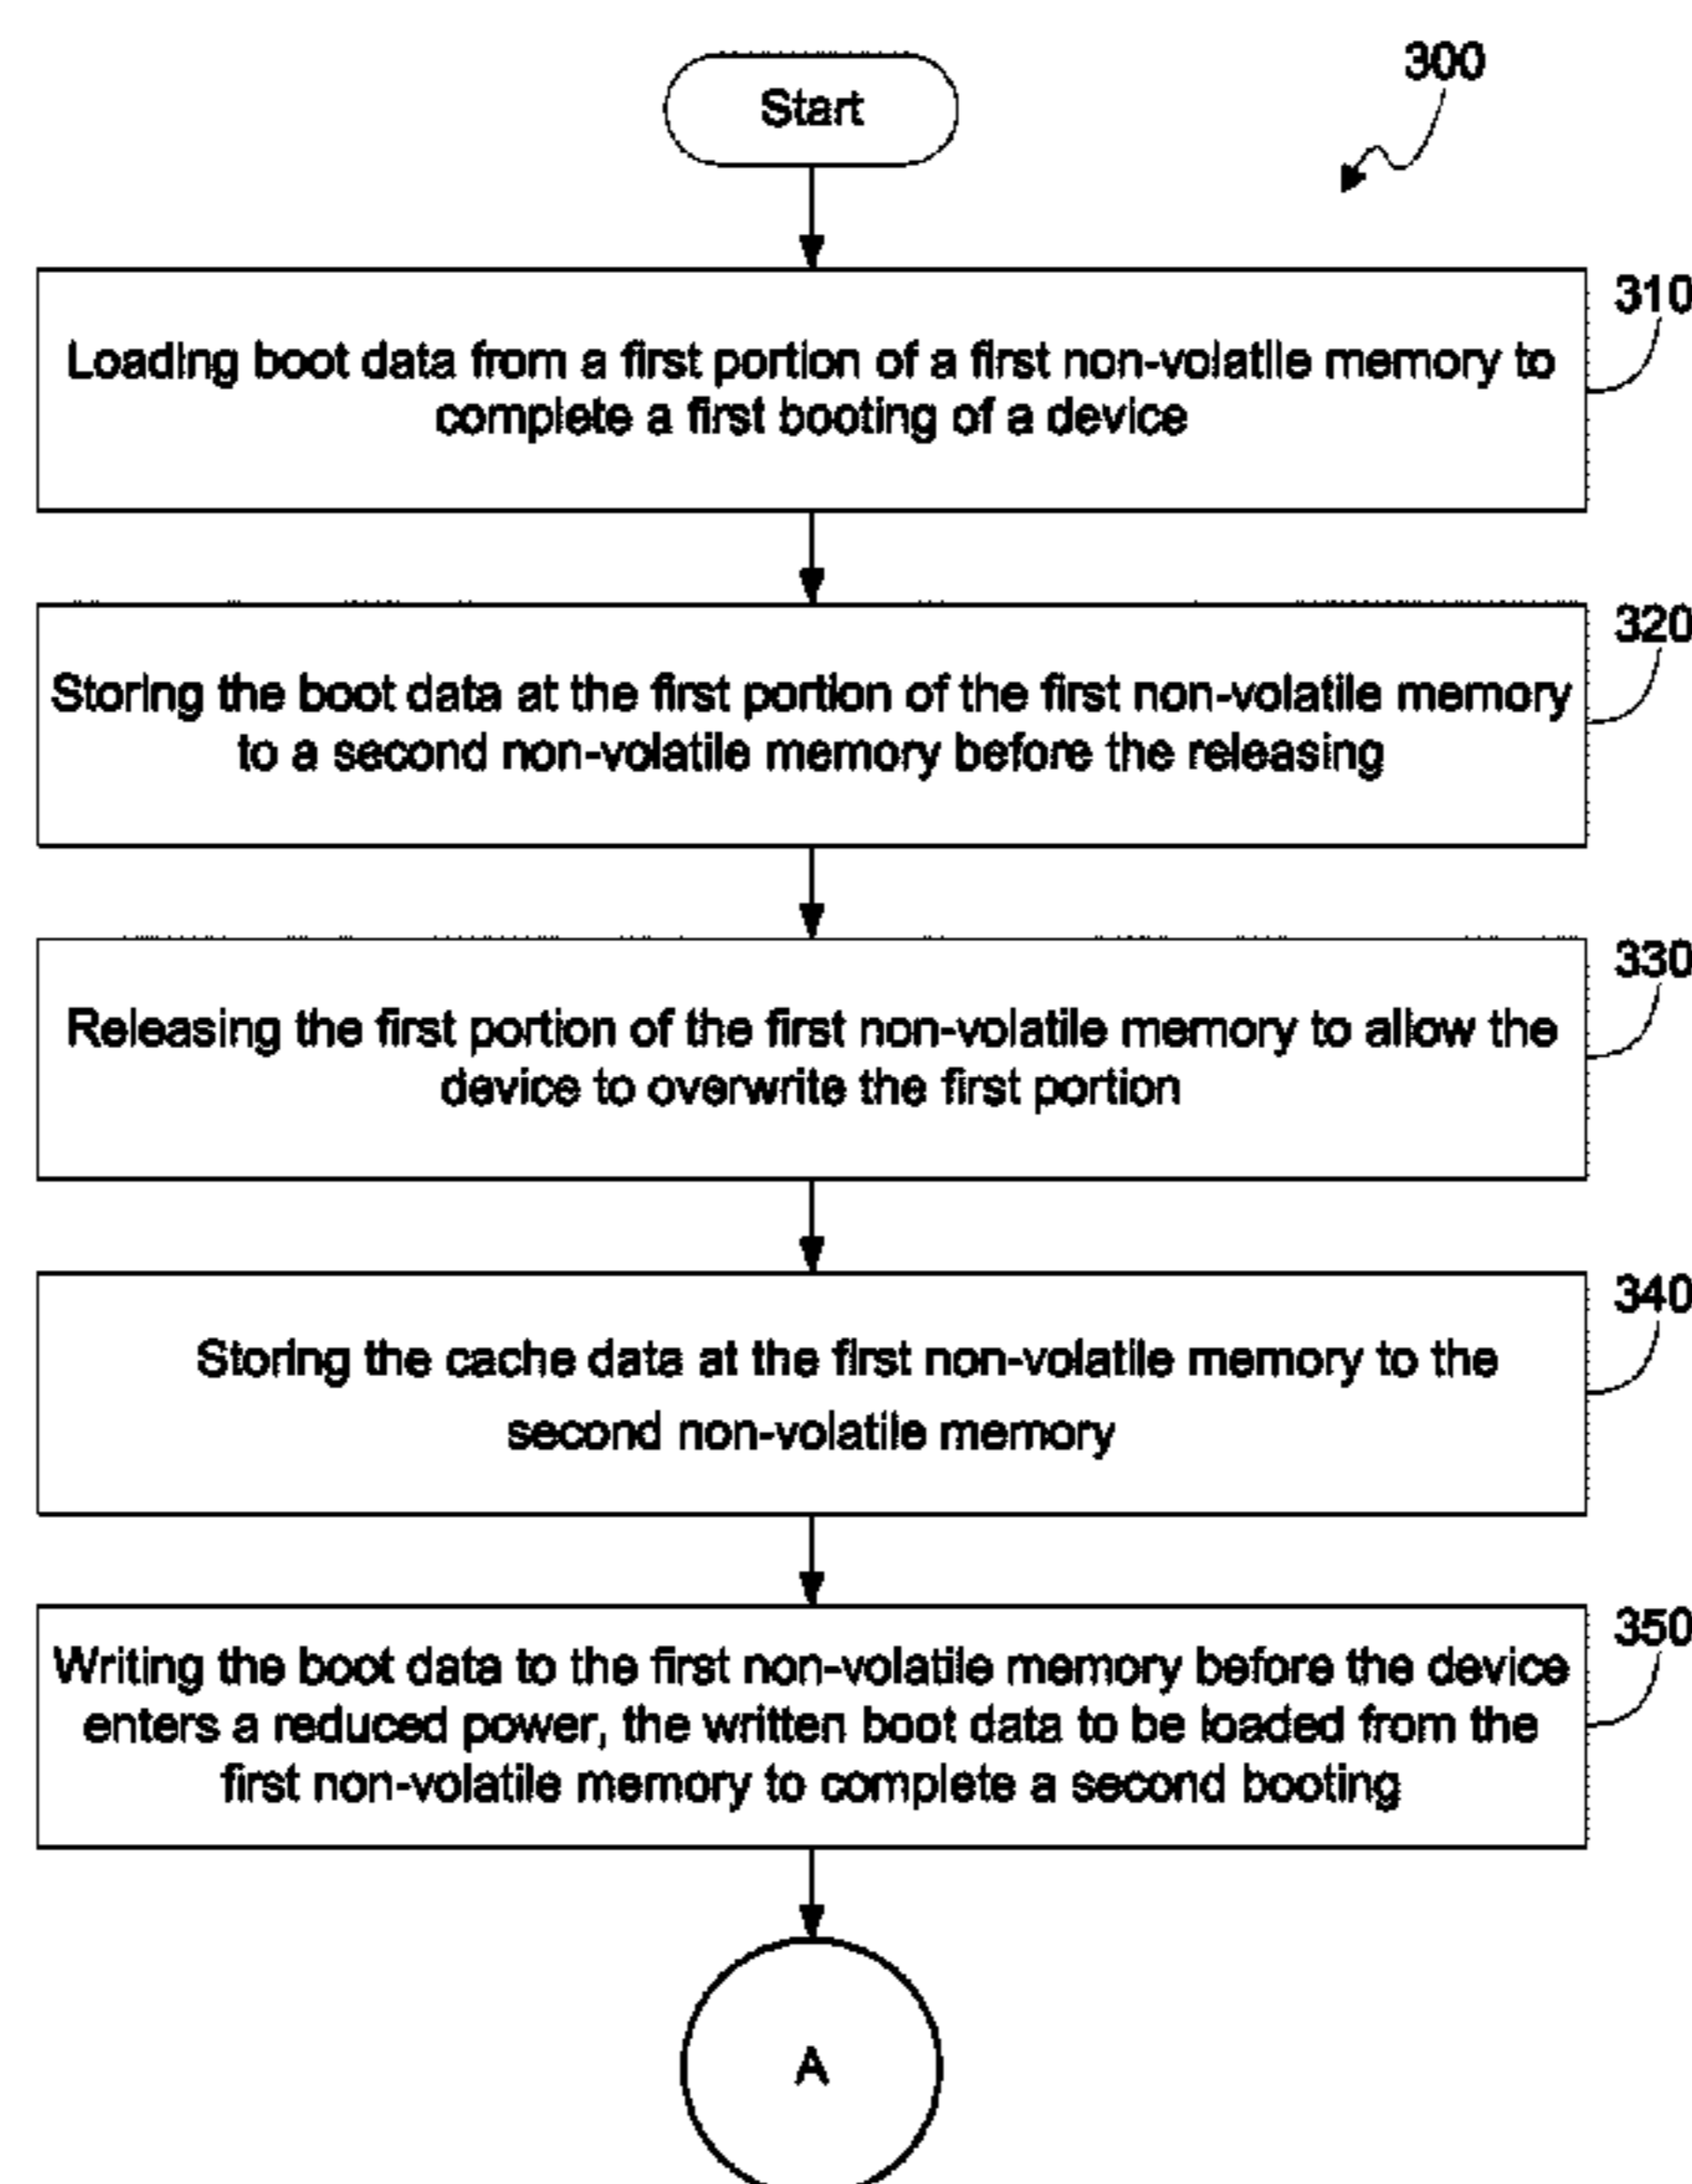 Start
300
310
Loading boot data from a first portion of a first non-volatile memory to
complete a first booting of a device
320
Storing the boot data at the first portion of the first non-volatile memory
to a second non-volatile memory before the releasing
330
Releasing the first portion of the first non-volatile memory to allow the
device to overwrite the first portion
340
Storing the cache data at the first non-volatile memory to the
second non-volatile memory
350
Writing the boot data to the first non-volatile memory before the device
enters a reduced power, the written boot data to be loaded from the
first non-volatile memory to complete a second booting
A